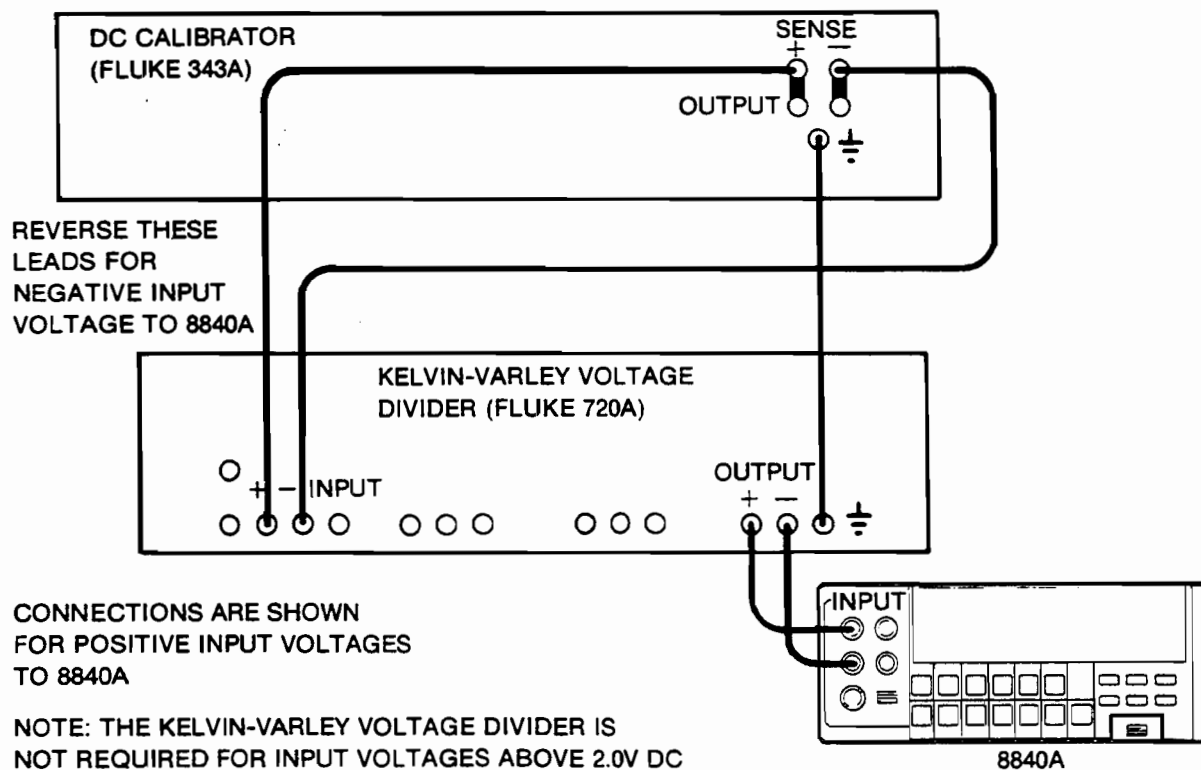 DC CALIBRATOR
(FLUKE 343A)
SENSE
+ −
OUTPUT
REVERSE THESE
LEADS FOR
NEGATIVE INPUT
VOLTAGE TO 8840A
KELVIN-VARLEY VOLTAGE
DIVIDER (FLUKE 720A)
+ − INPUT
OUTPUT
+ −
CONNECTIONS ARE SHOWN
FOR POSITIVE INPUT VOLTAGES
TO 8840A
INPUT
NOTE: THE KELVIN-VARLEY VOLTAGE DIVIDER IS
NOT REQUIRED FOR INPUT VOLTAGES ABOVE 2.0V DC
8840A